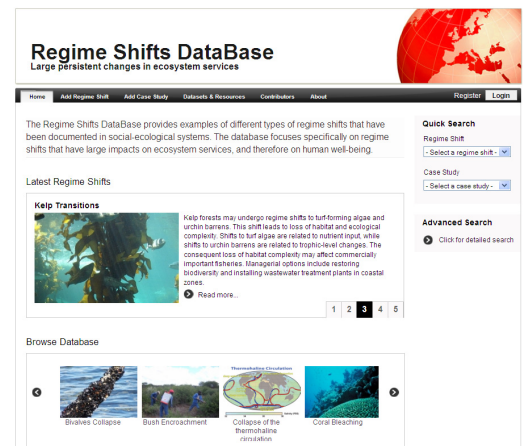 Regime Shifts DataBase
Large persistent changes in ecosystem services
Home Add Regime Shift Add Case Study Datasets & Resources Contributors About Register Login
The Regime Shifts DataBase provides examples of different types of regime shifts that have
been documented in social-ecological systems. The database focuses specifically on regime
shifts that have large impacts on ecosystem services, and therefore on human well-being.
Quick Search
Regime Shift
- Select a regime shift -
Case Study
- Select a case study -
Advanced Search
Click for detailed search
Latest Regime Shifts
Kelp Transitions
Kelp forests may undergo regime shifts to turf-forming algae and
urchin barrens. This shift leads to loss of habitat and ecological
complexity. Shifts to turf algae are related to nutrient input, while
shifts to urchin barrens are related to trophic-level changes. The
consequent loss of habitat complexity may affect commercially
important fisheries. Managerial options include restoring
biodiversity and installing wastewater treatment plants in coastal
zones.
Read more...
1 2 3 4 5
Browse Database
Thermohaline Circulation
Bivalves Collapse
Bush Encroachment
Collapse of the
thermohaline
circulation
Coral Bleaching